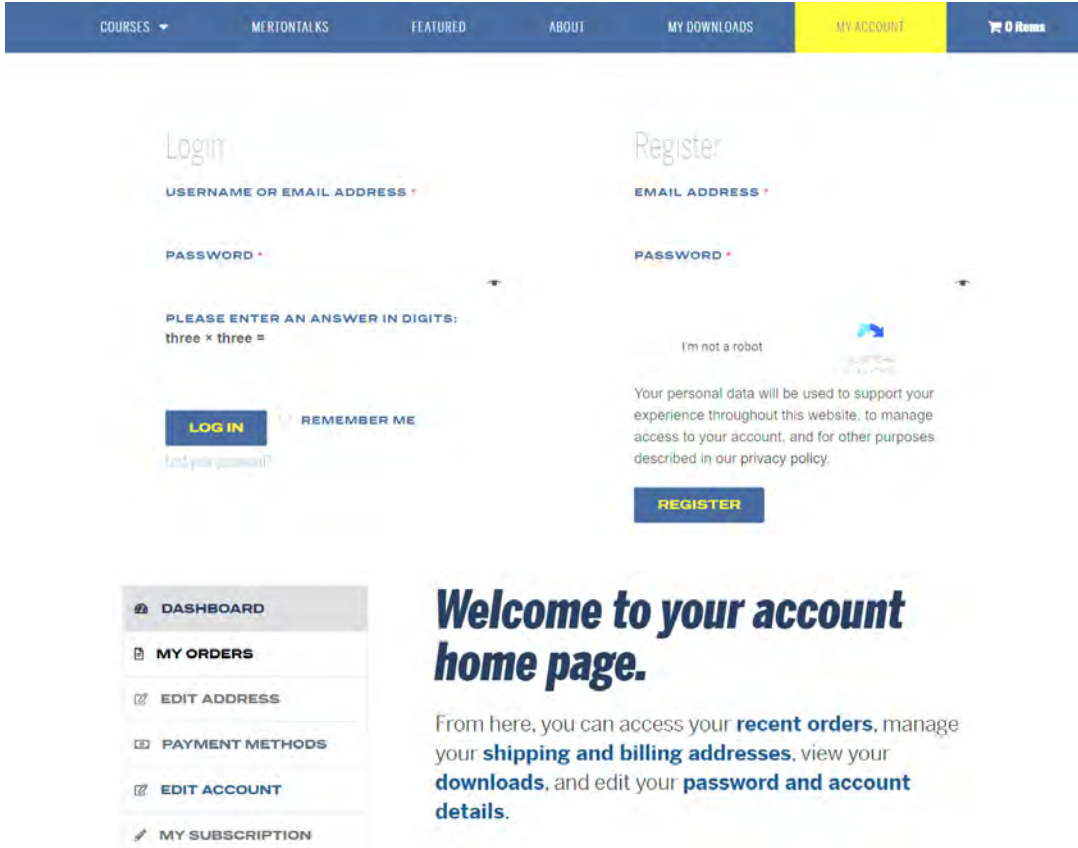 COURSES MERTONTALKS FEATURED ABOUT MY DOWNLOADS MY ACCOUNT 0 items
Login
USERNAME OR EMAIL ADDRESS *
PASSWORD *
PLEASE ENTER AN ANSWER IN DIGITS:
three × three =
LOG IN REMEMBER ME
Lost your password?
Register
EMAIL ADDRESS *
PASSWORD *
I'm not a robot
Your personal data will be used to support your
experience throughout this website, to manage
access to your account, and for other purposes
described in our privacy policy.
REGISTER
DASHBOARD
MY ORDERS
EDIT ADDRESS
PAYMENT METHODS
EDIT ACCOUNT
MY SUBSCRIPTION
Welcome to your account
home page.
From here, you can access your recent orders, manage
your shipping and billing addresses, view your
downloads, and edit your password and account
details.